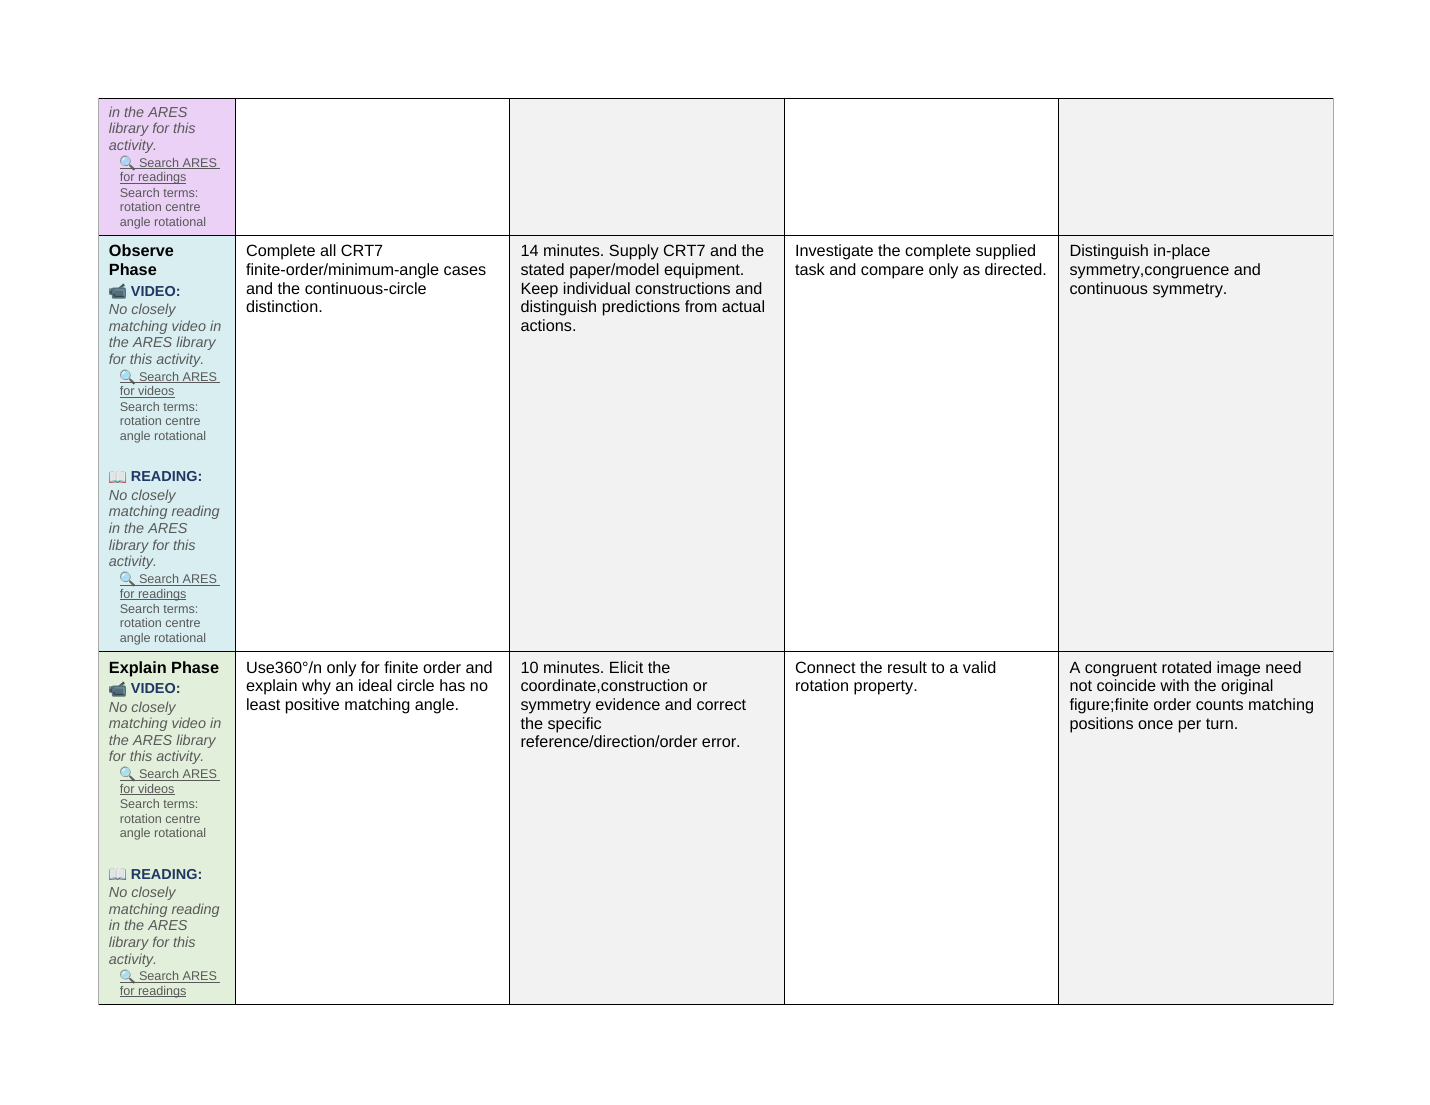 in the ARES
library for this
activity.
🔍 Search ARES
for readings
Search terms:
rotation centre
angle rotational
Observe
Phase
📹 VIDEO:
No closely
matching video in
the ARES library
for this activity.
🔍 Search ARES
for videos
Search terms:
rotation centre
angle rotational
📖 READING:
No closely
matching reading
in the ARES
library for this
activity.
🔍 Search ARES
for readings
Search terms:
rotation centre
angle rotational
Complete all CRT7
finite-order/minimum-angle cases
and the continuous-circle
distinction.
14 minutes. Supply CRT7 and the
stated paper/model equipment.
Keep individual constructions and
distinguish predictions from actual
actions.
Investigate the complete supplied
task and compare only as directed.
Distinguish in-place
symmetry,congruence and
continuous symmetry.
Explain Phase
📹 VIDEO:
No closely
matching video in
the ARES library
for this activity.
🔍 Search ARES
for videos
Search terms:
rotation centre
angle rotational
📖 READING:
No closely
matching reading
in the ARES
library for this
activity.
🔍 Search ARES
for readings
Use360°/n only for finite order and
explain why an ideal circle has no
least positive matching angle.
10 minutes. Elicit the
coordinate,construction or
symmetry evidence and correct
the specific
reference/direction/order error.
Connect the result to a valid
rotation property.
A congruent rotated image need
not coincide with the original
figure;finite order counts matching
positions once per turn.